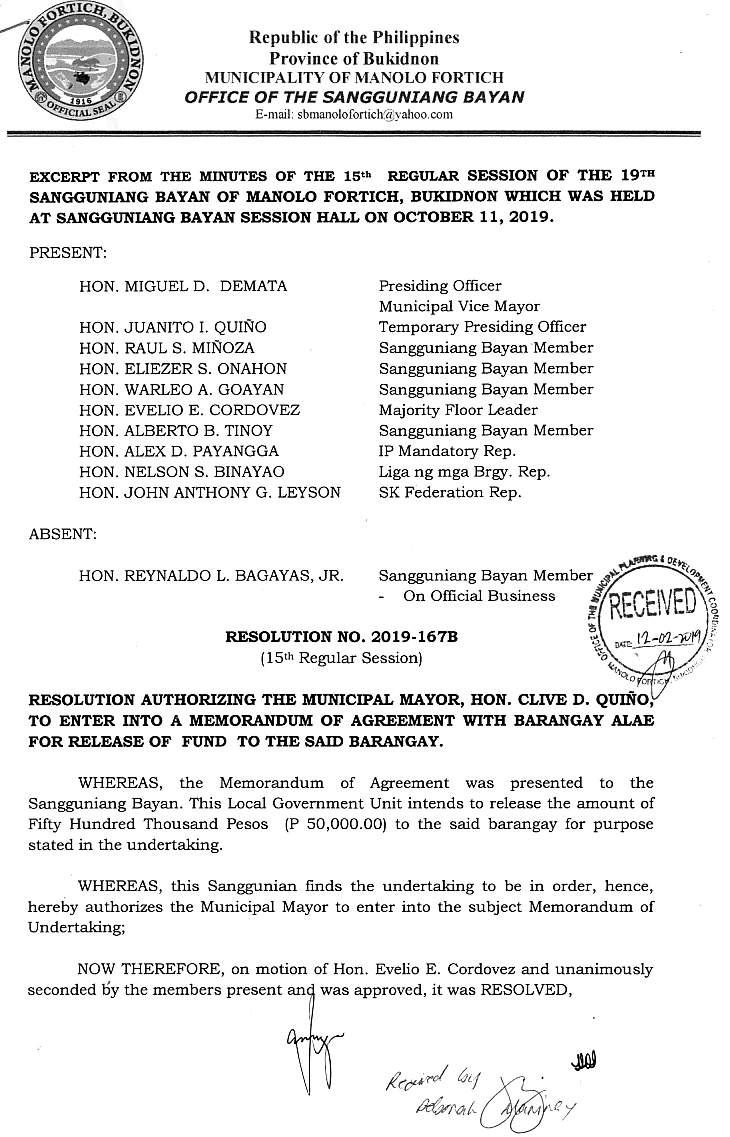 MANOLO FORTICH, BUKIDNON
1916
OFFICIAL SEAL
Republic of the Philippines
Province of Bukidnon
MUNICIPALITY OF MANOLO FORTICH
OFFICE OF THE SANGGUNIANG BAYAN
E-mail: sbmanolofortich@yahoo.com
EXCERPT FROM THE MINUTES OF THE 15th REGULAR SESSION OF THE 19TH
SANGGUNIANG BAYAN OF MANOLO FORTICH, BUKIDNON WHICH WAS HELD
AT SANGGUNIANG BAYAN SESSION HALL ON OCTOBER 11, 2019.
PRESENT:
HON. MIGUEL D. DEMATA Presiding Officer
Municipal Vice Mayor
HON. JUANITO I. QUIÑO Temporary Presiding Officer
HON. RAUL S. MIÑOZA Sangguniang Bayan Member
HON. ELIEZER S. ONAHON Sangguniang Bayan Member
HON. WARLEO A. GOAYAN Sangguniang Bayan Member
HON. EVELIO E. CORDOVEZ Majority Floor Leader
HON. ALBERTO B. TINOY Sangguniang Bayan Member
HON. ALEX D. PAYANGGA IP Mandatory Rep.
HON. NELSON S. BINAYAO Liga ng mga Brgy. Rep.
HON. JOHN ANTHONY G. LEYSON SK Federation Rep.
ABSENT:
HON. REYNALDO L. BAGAYAS, JR. Sangguniang Bayan Member
- On Official Business
OFFICE OF THE MUNICIPAL PLANNING & DEVELOPMENT COORDINATOR
RECEIVED
DATE: 12-02-2019
MANOLO FORTICH, BUKIDNON
RESOLUTION NO. 2019-167B
(15th Regular Session)
RESOLUTION AUTHORIZING THE MUNICIPAL MAYOR, HON. CLIVE D. QUIÑO,
TO ENTER INTO A MEMORANDUM OF AGREEMENT WITH BARANGAY ALAE
FOR RELEASE OF FUND TO THE SAID BARANGAY.
WHEREAS, the Memorandum of Agreement was presented to the
Sangguniang Bayan. This Local Government Unit intends to release the amount of
Fifty Hundred Thousand Pesos (P 50,000.00) to the said barangay for purpose
stated in the undertaking.
WHEREAS, this Sanggunian finds the undertaking to be in order, hence,
hereby authorizes the Municipal Mayor to enter into the subject Memorandum of
Undertaking;
NOW THEREFORE, on motion of Hon. Evelio E. Cordovez and unanimously
seconded by the members present and was approved, it was RESOLVED,
Received by
Deborah